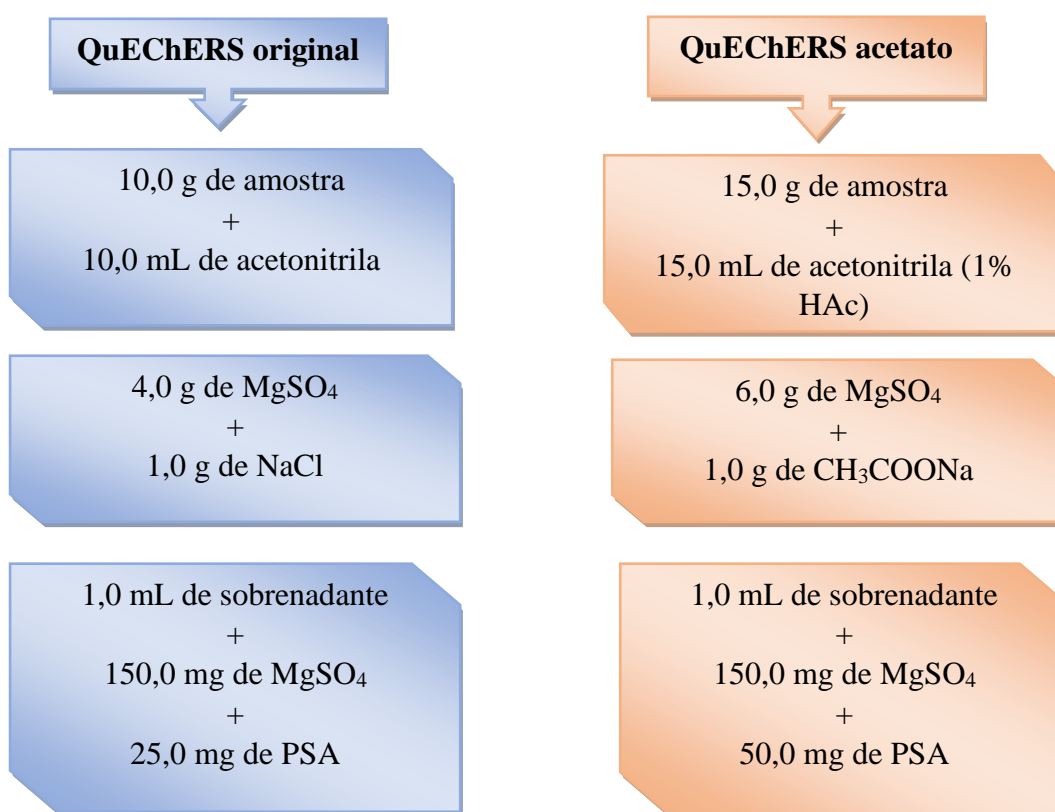 QuEChERS original
10,0 g de amostra
+
10,0 mL de acetonitrila
4,0 g de MgSO₄
+
1,0 g de NaCl
1,0 mL de sobrenadante
+
150,0 mg de MgSO₄
+
25,0 mg de PSA
QuEChERS acetato
15,0 g de amostra
+
15,0 mL de acetonitrila (1%
HAc)
6,0 g de MgSO₄
+
1,0 g de CH₃COONa
1,0 mL de sobrenadante
+
150,0 mg de MgSO₄
+
50,0 mg de PSA